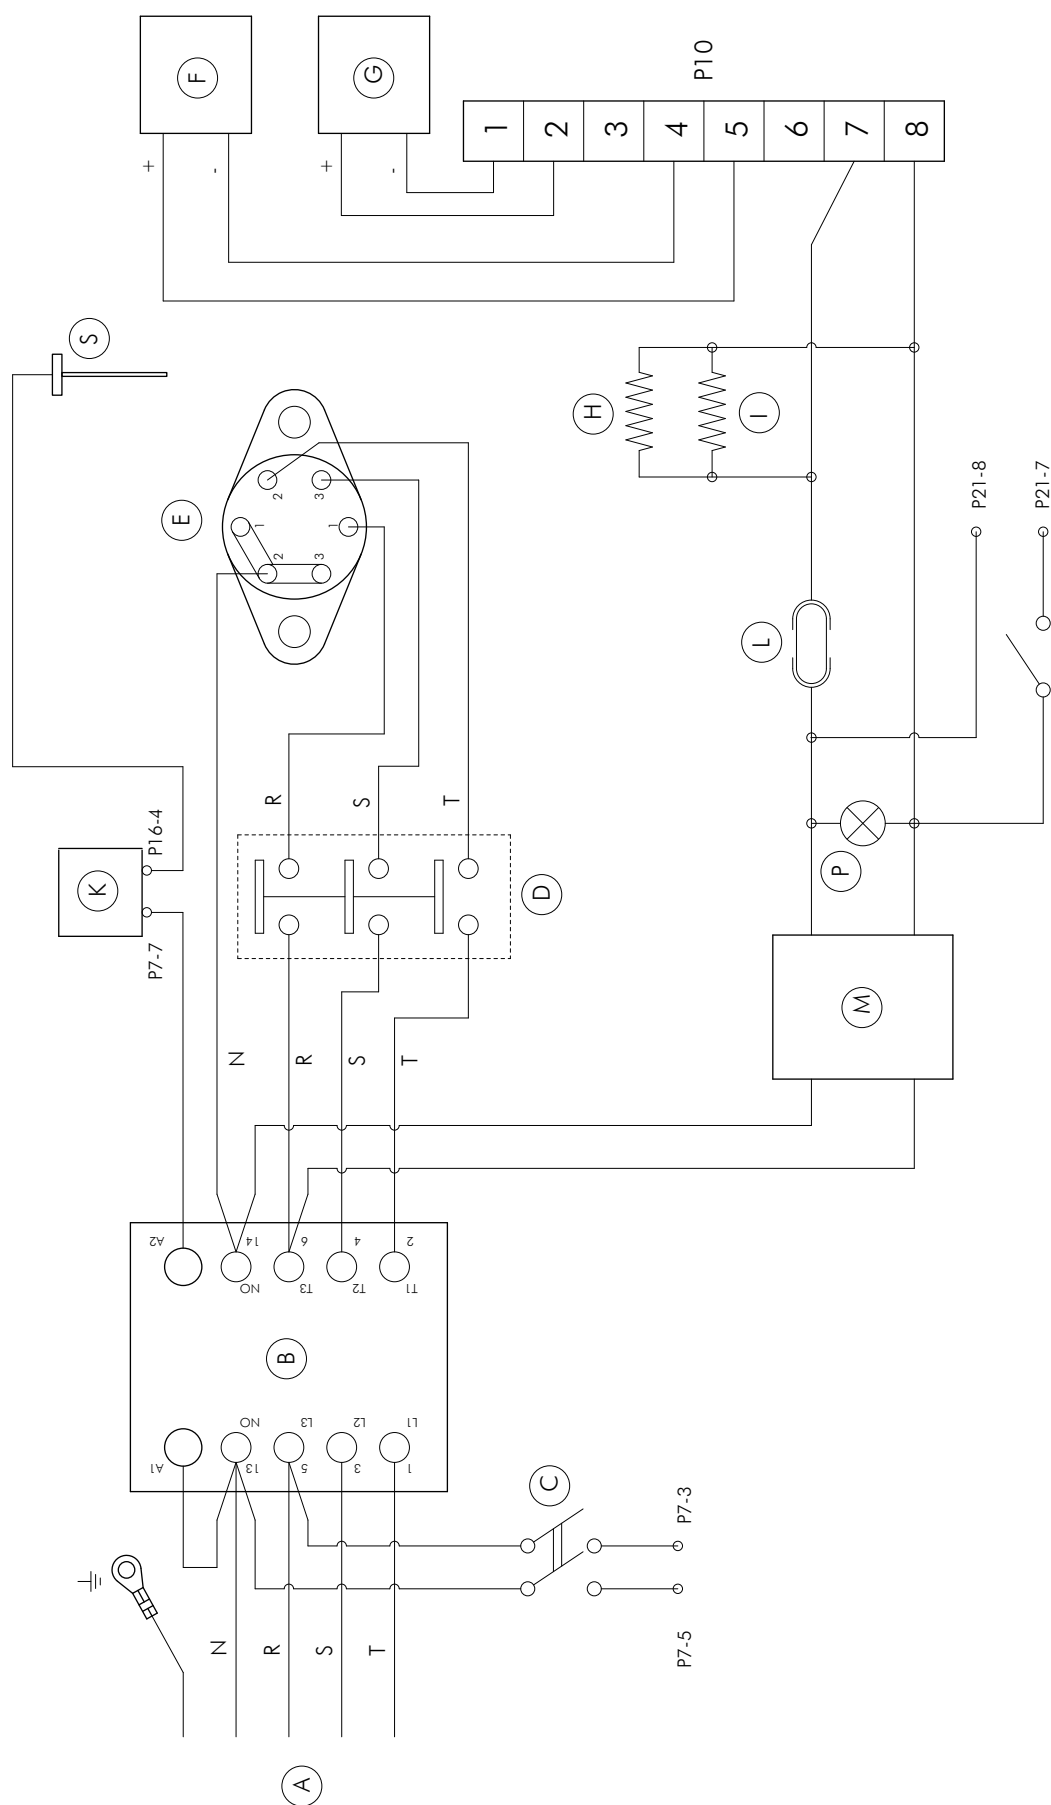 F
G
P10
+
-
+
-
1
2
3
4
5
6
7
8
S
H
I
E
2
3
1
1
2
3
P21-8
P21-7
L
P16-4
K
P7-7
R
S
T
P
D
M
N
R
S
T
A2
14
6
4
2
NO
T3
T2
T1
B
NO
L3
L2
L1
A1
13
5
3
1
C
P7-3
P7-5
N
R
S
T
A